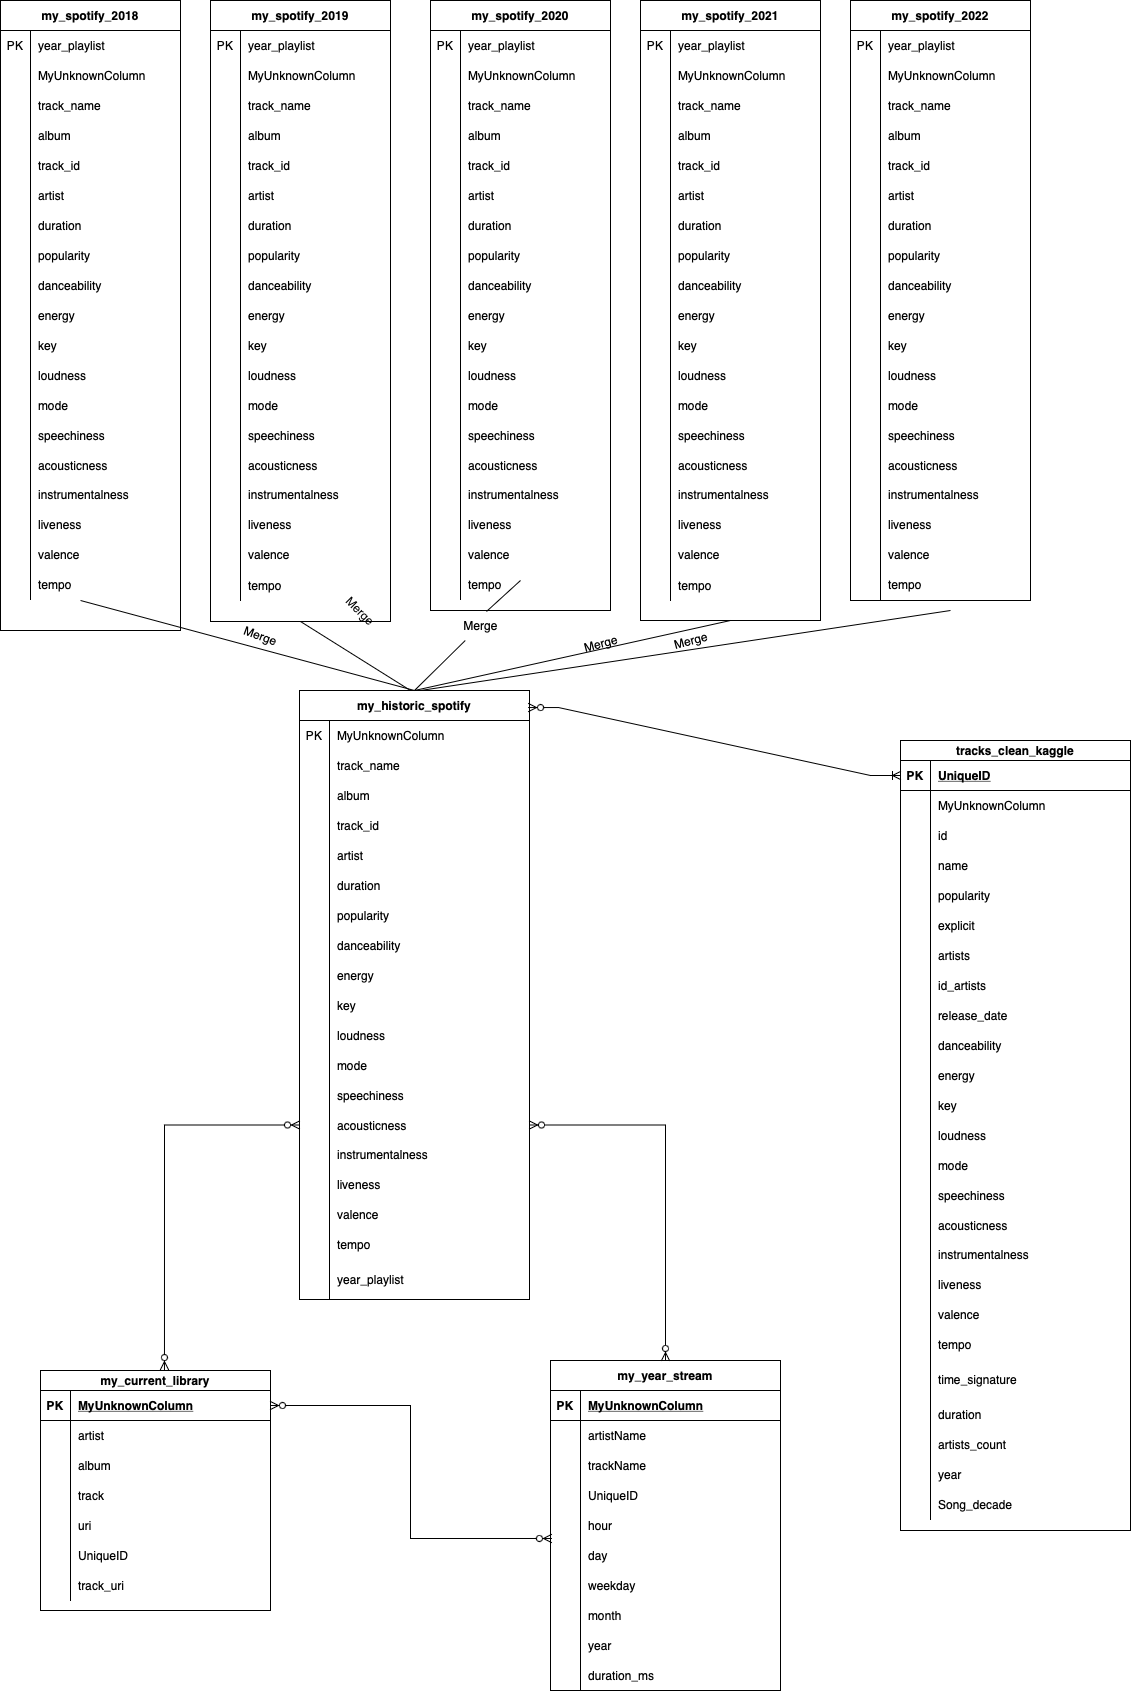 my_spotify_2018
PK
year_playlist
MyUnknownColumn
track_name
album
track_id
artist
duration
popularity
danceability
energy
key
loudness
mode
speechiness
acousticness
instrumentalness
liveness
valence
tempo
my_spotify_2019
PK
year_playlist
MyUnknownColumn
track_name
album
track_id
artist
duration
popularity
danceability
energy
key
loudness
mode
speechiness
acousticness
instrumentalness
liveness
valence
tempo
my_spotify_2020
PK
year_playlist
MyUnknownColumn
track_name
album
track_id
artist
duration
popularity
danceability
energy
key
loudness
mode
speechiness
acousticness
instrumentalness
liveness
valence
tempo
my_spotify_2021
PK
year_playlist
MyUnknownColumn
track_name
album
track_id
artist
duration
popularity
danceability
energy
key
loudness
mode
speechiness
acousticness
instrumentalness
liveness
valence
tempo
my_spotify_2022
PK
year_playlist
MyUnknownColumn
track_name
album
track_id
artist
duration
popularity
danceability
energy
key
loudness
mode
speechiness
acousticness
instrumentalness
liveness
valence
tempo
Merge
Merge
Merge
Merge
Merge
my_historic_spotify
PK
MyUnknownColumn
track_name
album
track_id
artist
duration
popularity
danceability
energy
key
loudness
mode
speechiness
acousticness
instrumentalness
liveness
valence
tempo
year_playlist
tracks_clean_kaggle
PK
UniqueID
MyUnknownColumn
id
name
popularity
explicit
artists
id_artists
release_date
danceability
energy
key
loudness
mode
speechiness
acousticness
instrumentalness
liveness
valence
tempo
time_signature
duration
artists_count
year
Song_decade
my_current_library
PK
MyUnknownColumn
artist
album
track
uri
UniqueID
track_uri
my_year_stream
PK
MyUnknownColumn
artistName
trackName
UniqueID
hour
day
weekday
month
year
duration_ms